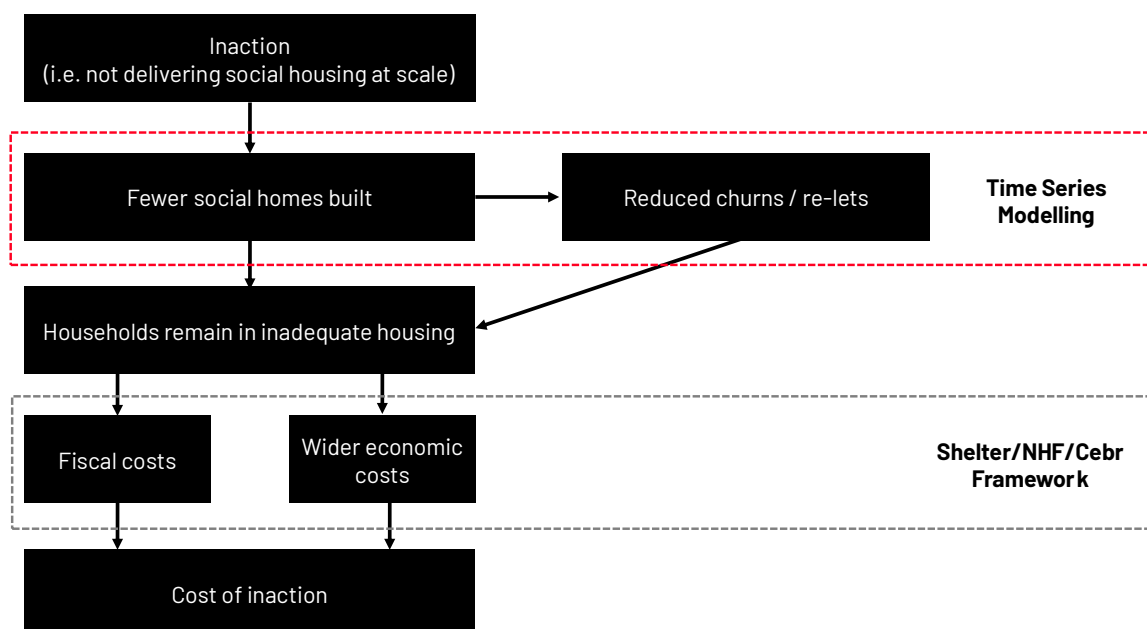 Inaction
(i.e. not delivering social housing at scale)
Fewer social homes built
Reduced churns / re-lets
Time Series
Modelling
Households remain in inadequate housing
Fiscal costs
Wider economic
costs
Shelter/NHF/Cebr
Framework
Cost of inaction